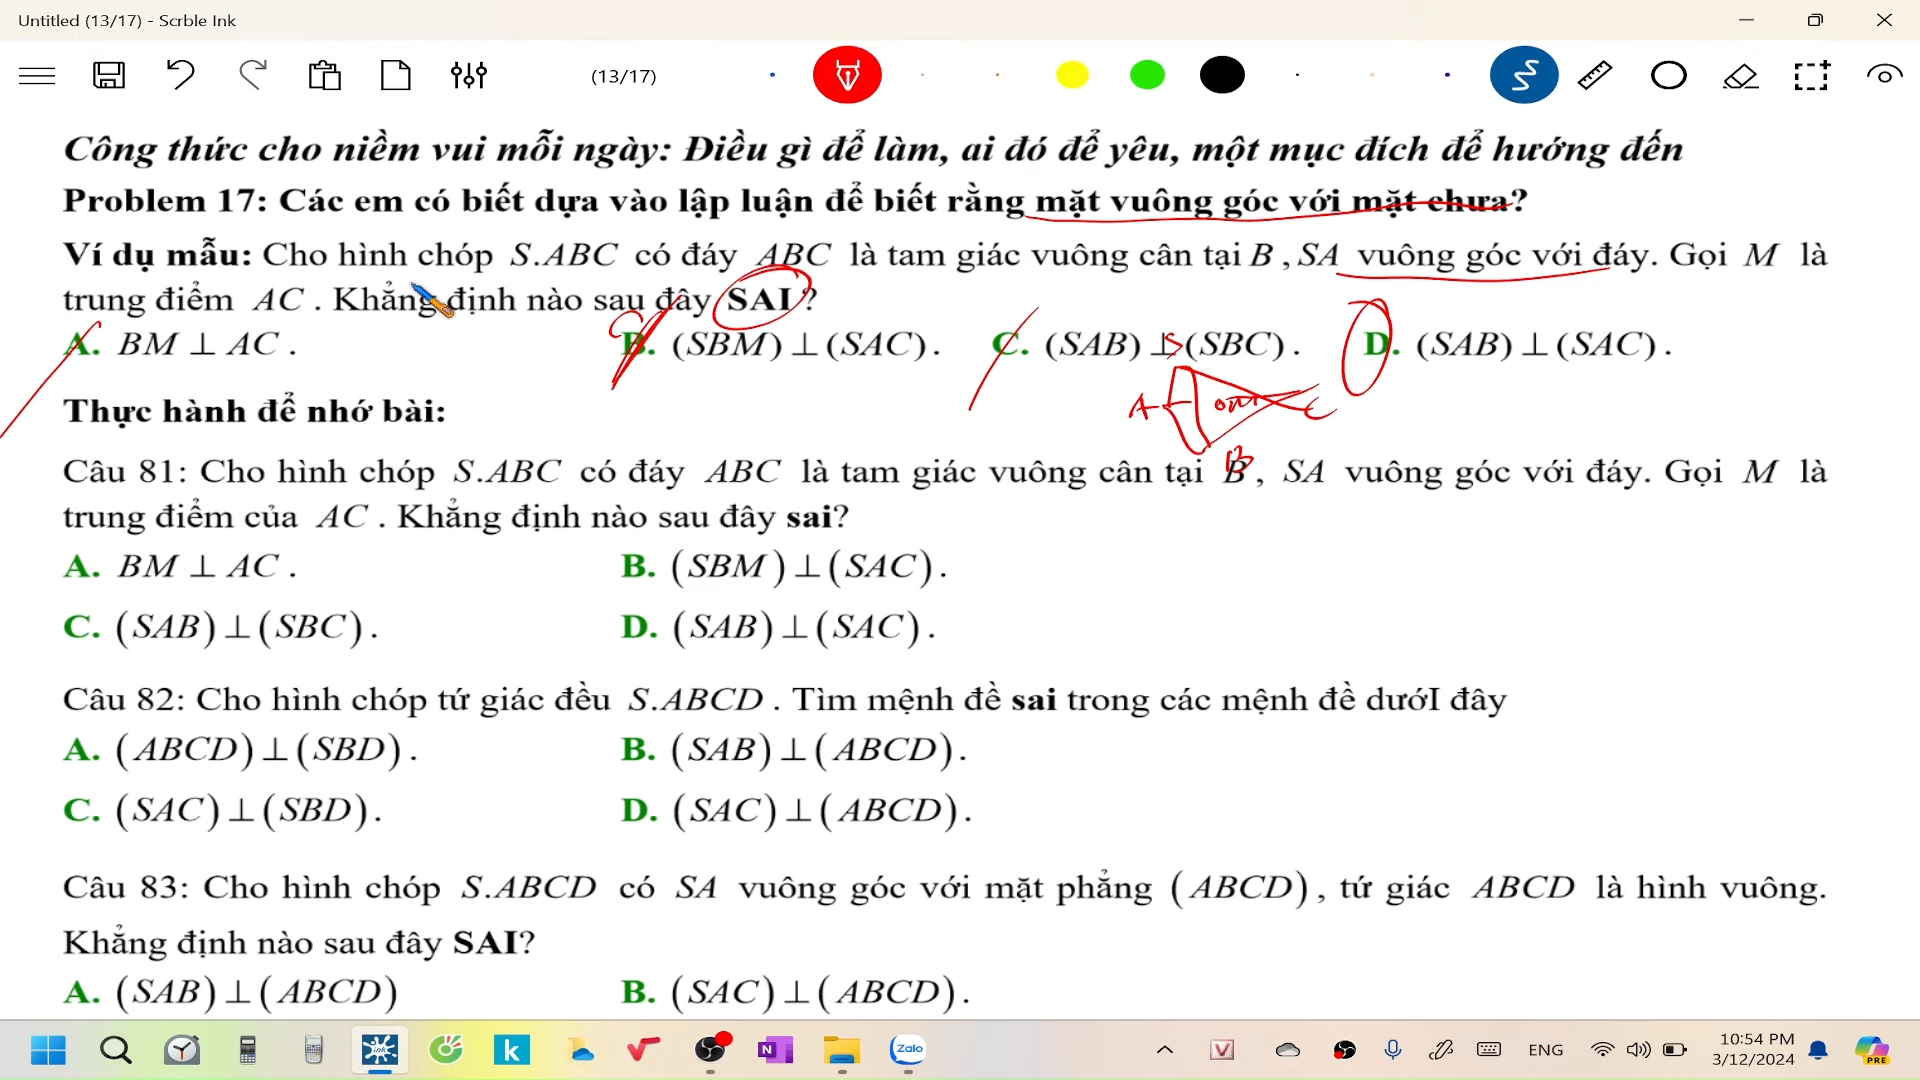 Untitled (13/17) - Scrble Ink
(13/17)
Công thức cho niềm vui mỗi ngày: Điều gì để làm, ai đó để yêu, một mục đích để hướng đến
Problem 17: Các em có biết dựa vào lập luận để biết rằng mặt vuông góc với mặt chưa?
Ví dụ mẫu: Cho hình chóp S.ABC có đáy ABC là tam giác vuông cân tại B, SA vuông góc với đáy. Gọi M là
trung điểm AC. Khẳng định nào sau đây SAI?
A. BM ⊥ AC. B. (SBM) ⊥ (SAC). C. (SAB) ⊥ (SBC). D. (SAB) ⊥ (SAC).
S
A C
B
Thực hành để nhớ bài:
Câu 81: Cho hình chóp S.ABC có đáy ABC là tam giác vuông cân tại B, SA vuông góc với đáy. Gọi M là
trung điểm của AC. Khẳng định nào sau đây sai?
A. BM ⊥ AC. B. (SBM) ⊥ (SAC).
C. (SAB) ⊥ (SBC). D. (SAB) ⊥ (SAC).
Câu 82: Cho hình chóp tứ giác đều S.ABCD. Tìm mệnh đề sai trong các mệnh đề dướI đây
A. (ABCD) ⊥ (SBD). B. (SAB) ⊥ (ABCD).
C. (SAC) ⊥ (SBD). D. (SAC) ⊥ (ABCD).
Câu 83: Cho hình chóp S.ABCD có SA vuông góc với mặt phẳng (ABCD), tứ giác ABCD là hình vuông.
Khẳng định nào sau đây SAI?
A. (SAB) ⊥ (ABCD) B. (SAC) ⊥ (ABCD).
ink
k
N
Zalo
V
ENG
10:54 PM
3/12/2024
PRE